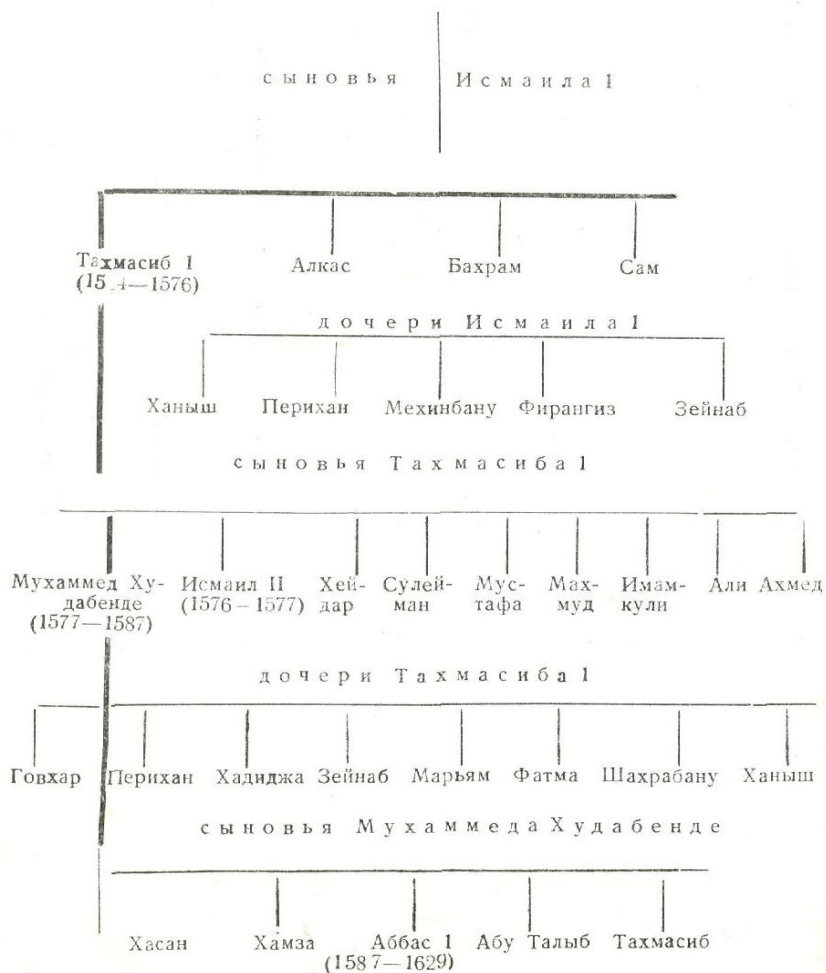 сыновья Исмаила I
Тахмасиб I Алкас Бахрам Сам
(15 4—1576)
дочери Исмаила I
Ханыш Перихан Мехинбану Фирангиз Зейнаб
сыновья Тахмасиба I
Мухаммед Ху- Исмаил II Хей- Сулей- Мус- Мах- Имам- Али Ахмед
дабенде (1576—1577) дар ман тафа муд кули
(1577—1587)
дочери Тахмасиба I
Говхар Перихан Хадиджа Зейнаб Марьям Фатма Шахрабану Ханыш
сыновья Мухаммеда Худабенде
Хасан Хамза Аббас I Абу Талыб Тахмасиб
(1587—1629)